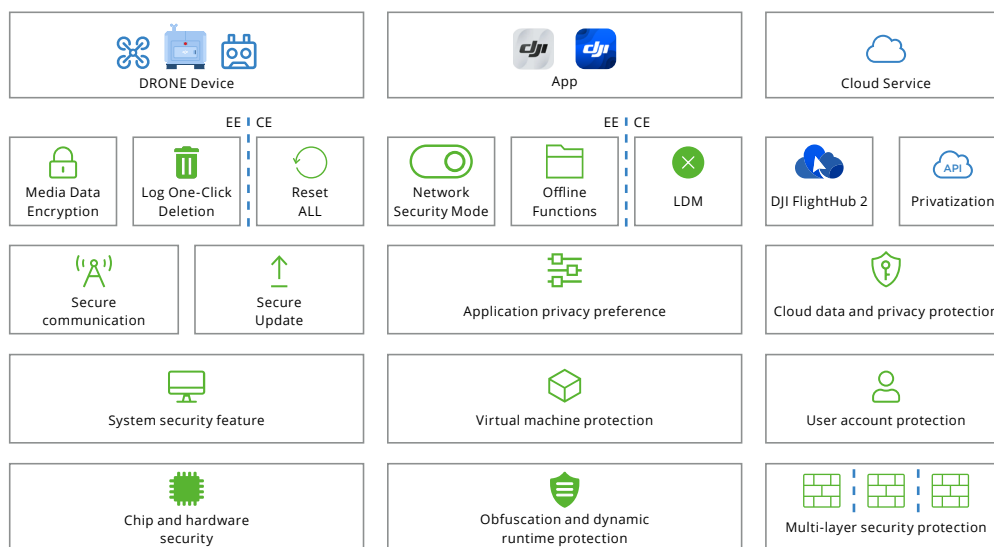 dji
dji
DRONE Device
App
Cloud Service
EE CE
EE CE
Media Data
Encryption
Log One-Click
Deletion
Reset
ALL
Network
Security Mode
Offline
Functions
LDM
DJI FlightHub 2
API
Privatization
Secure
communication
Secure
Update
Application privacy preference
Cloud data and privacy protection
System security feature
Virtual machine protection
User account protection
Chip and hardware
security
Obfuscation and dynamic
runtime protection
Multi-layer security protection